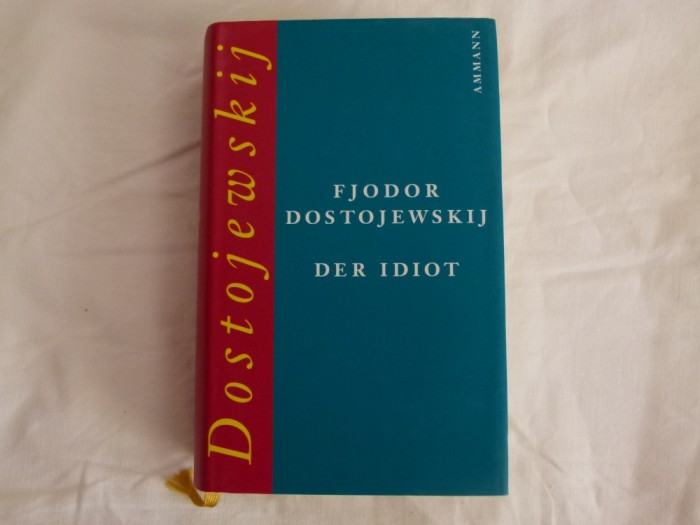 Dostojewskij
AMMANN
FJODOR
DOSTOJEWSKIJ
DER IDIOT